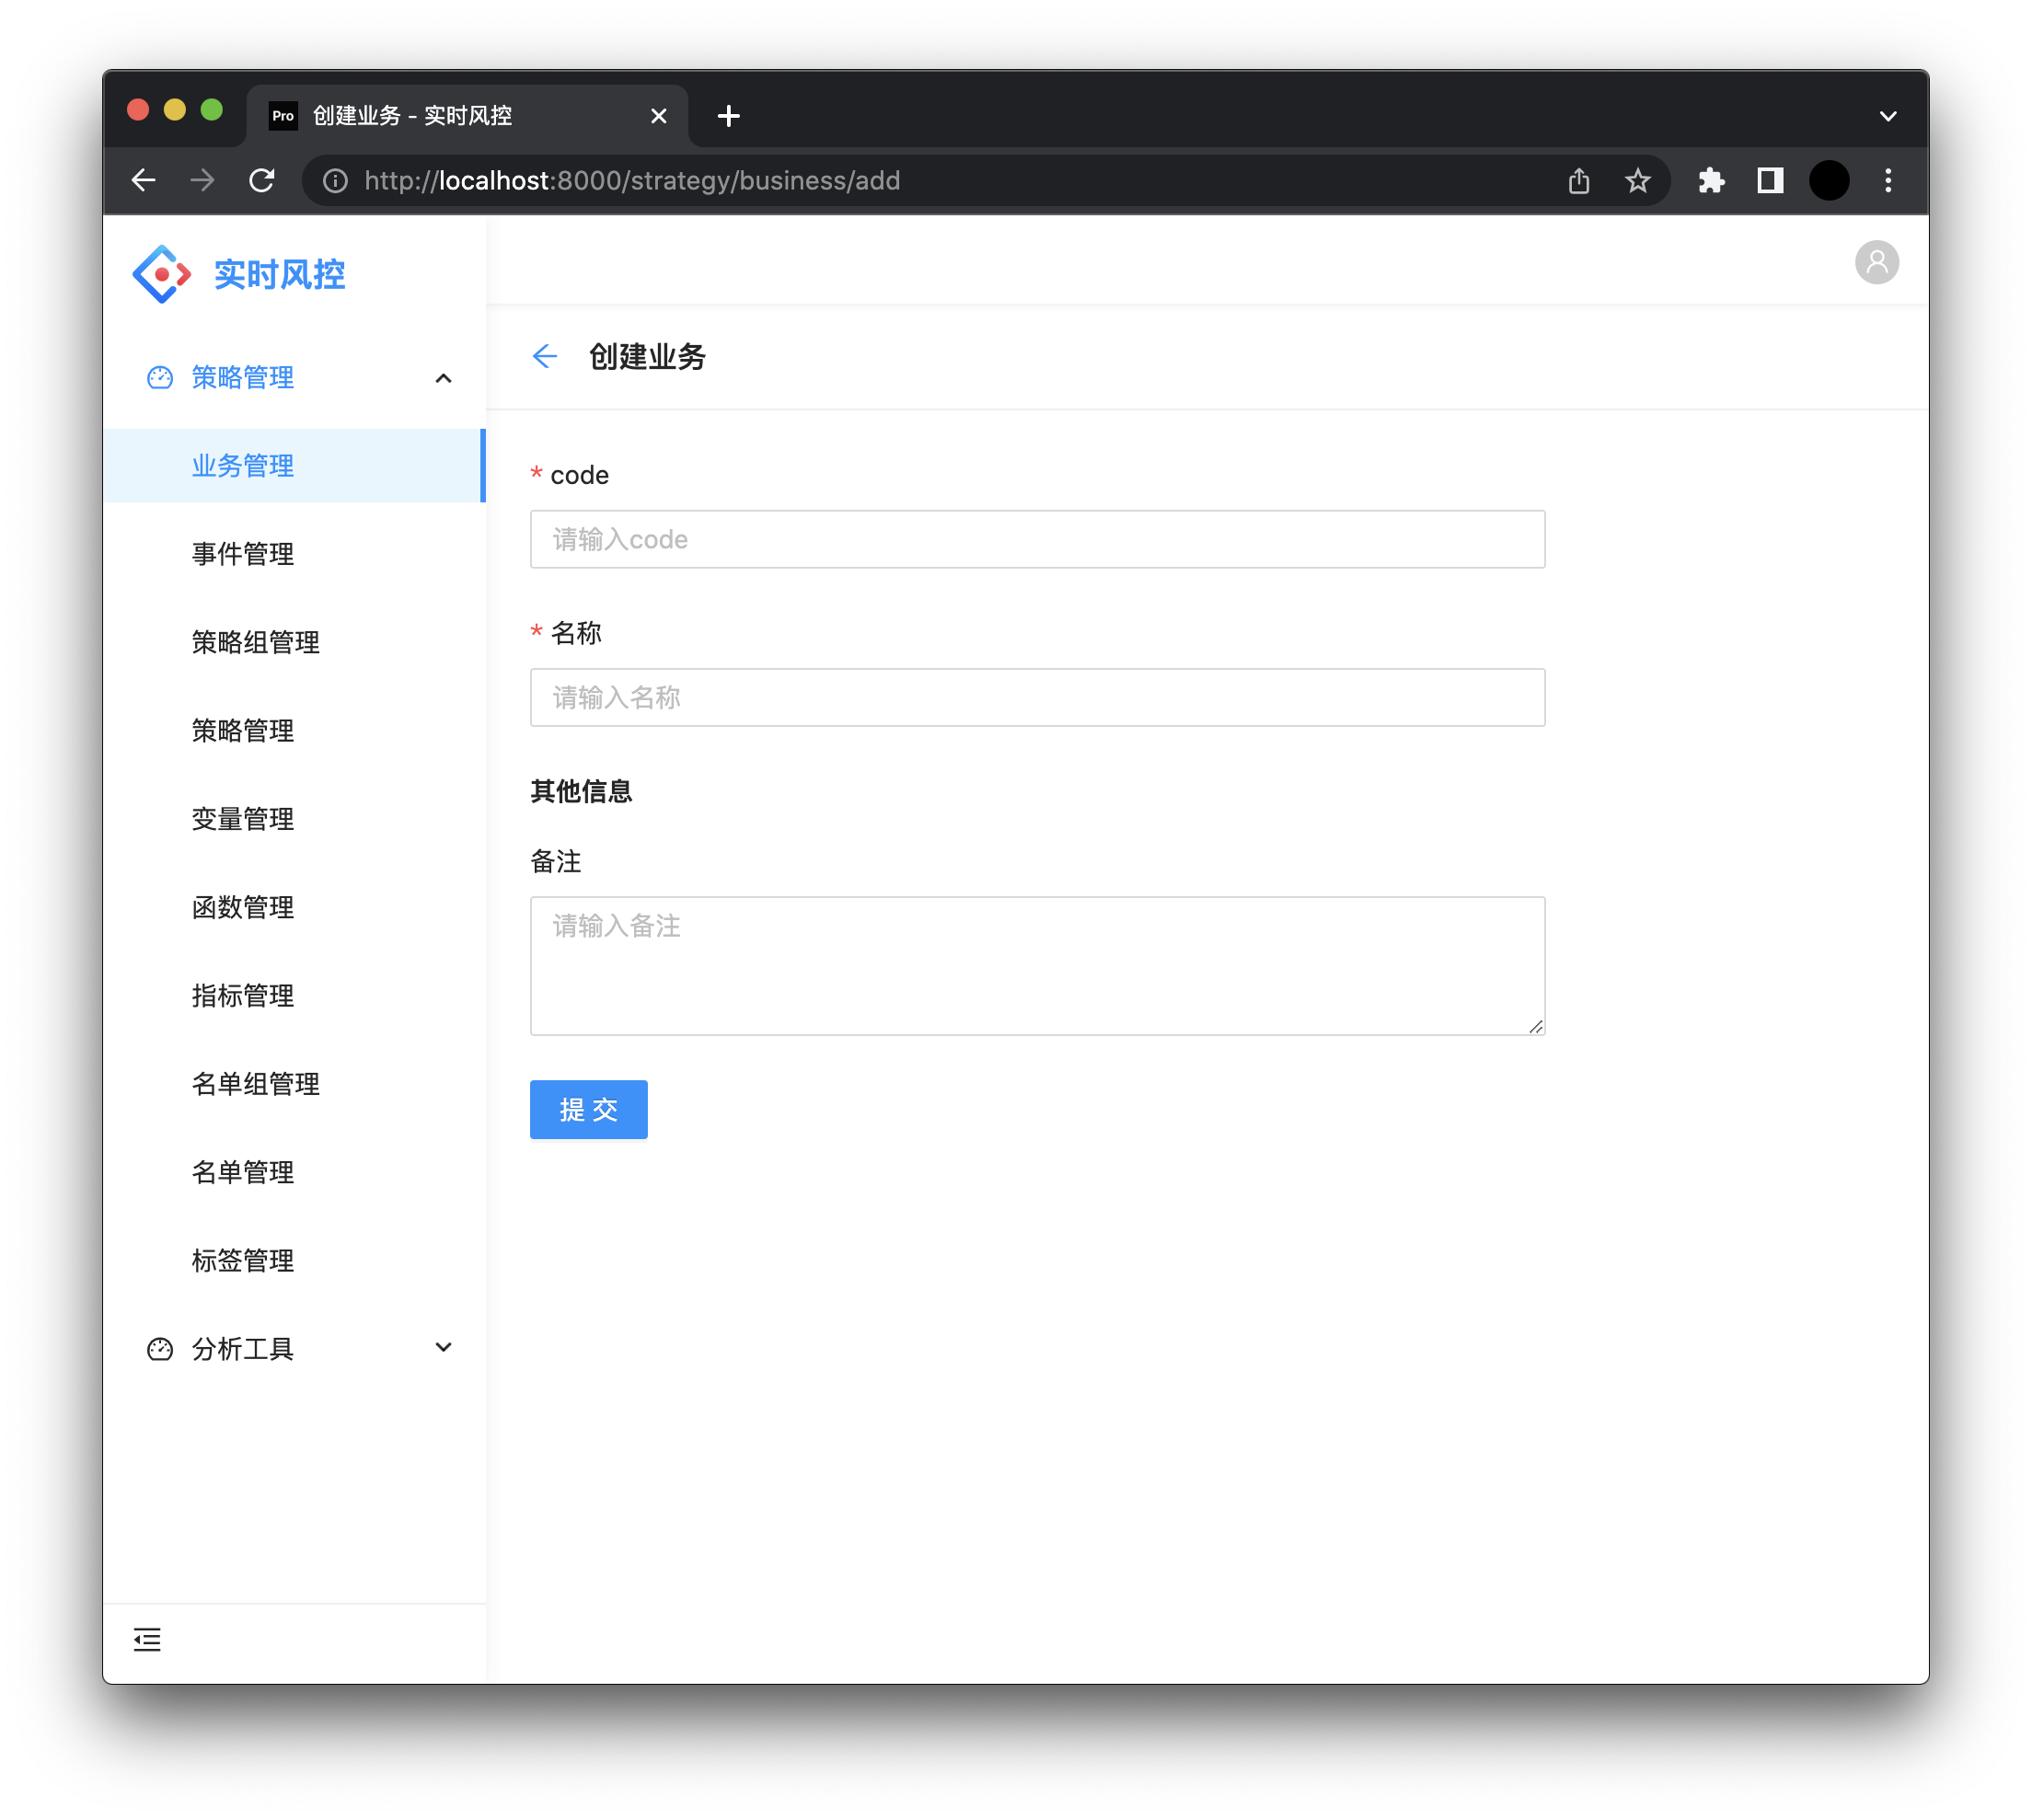 Pro 创建业务 - 实时风控
http://localhost:8000/strategy/business/add
实时风控
策略管理
业务管理
事件管理
策略组管理
策略管理
变量管理
函数管理
指标管理
名单组管理
名单管理
标签管理
分析工具
创建业务
* code
请输入code
* 名称
请输入名称
其他信息
备注
请输入备注
提 交